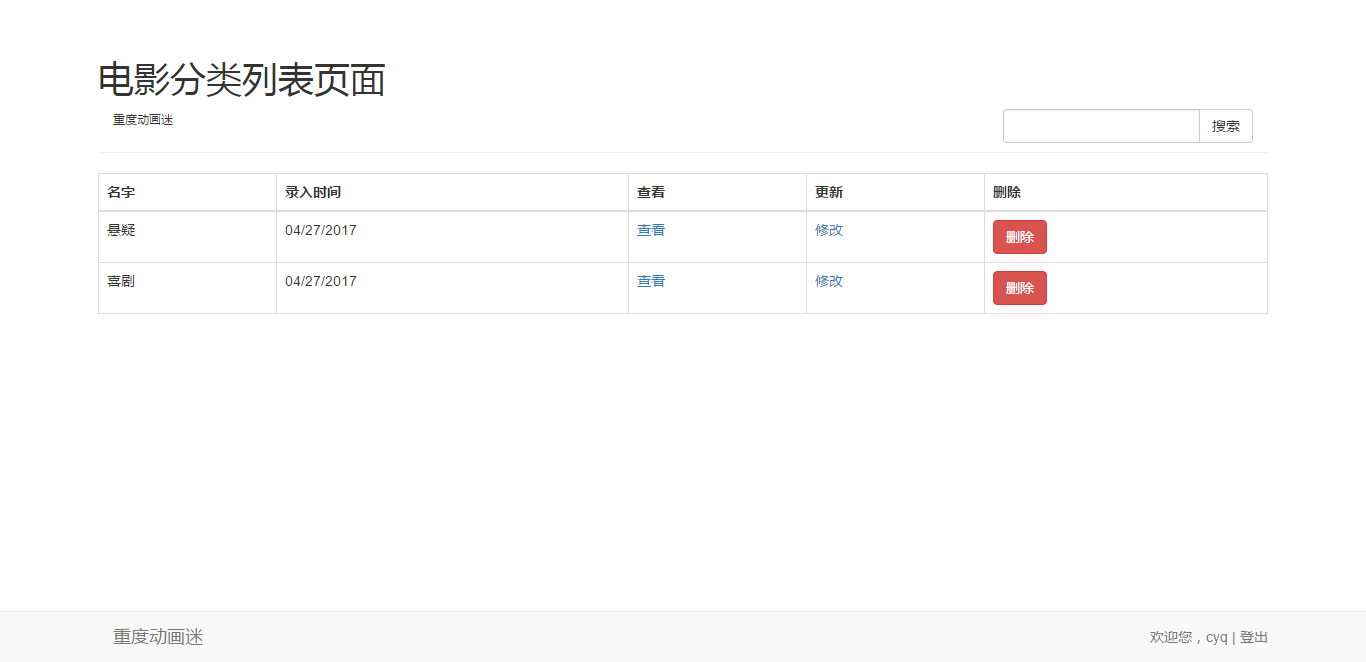 电影分类列表页面
重度动画迷
搜索
名字 录入时间 查看 更新 删除
悬疑 04/27/2017 查看 修改 删除
喜剧 04/27/2017 查看 修改 删除
重度动画迷
欢迎您，cyq | 登出